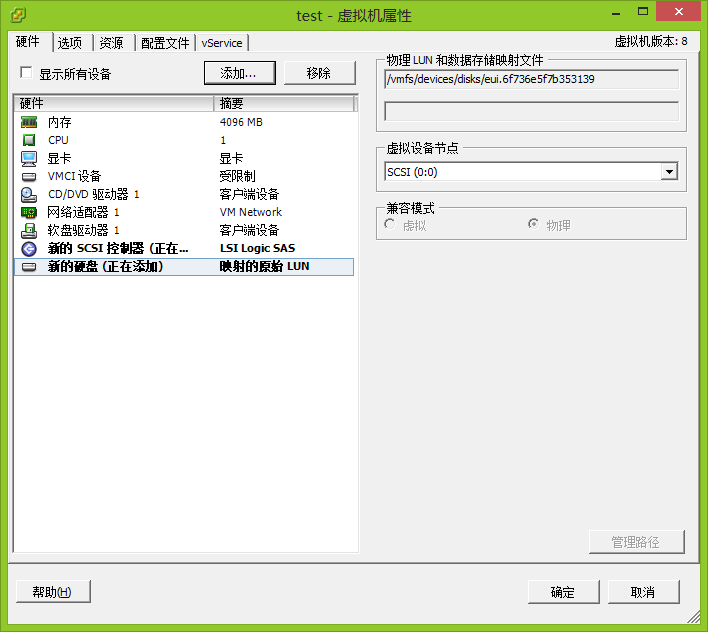 test - 虚拟机属性
硬件 选项 资源 配置文件 vService
虚拟机版本: 8
显示所有设备 添加... 移除
硬件 摘要
内存 4096 MB
CPU 1
显卡 显卡
VMCI 设备 受限制
CD/DVD 驱动器 1 客户端设备
网络适配器 1 VM Network
软盘驱动器 1 客户端设备
新的 SCSI 控制器 (正在... LSI Logic SAS
新的硬盘 (正在添加) 映射的原始 LUN
物理 LUN 和数据存储映射文件
/vmfs/devices/disks/eui.6f736e5f7b353139
虚拟设备节点
SCSI (0:0)
兼容模式
虚拟 物理
管理路径
帮助(H) 确定 取消